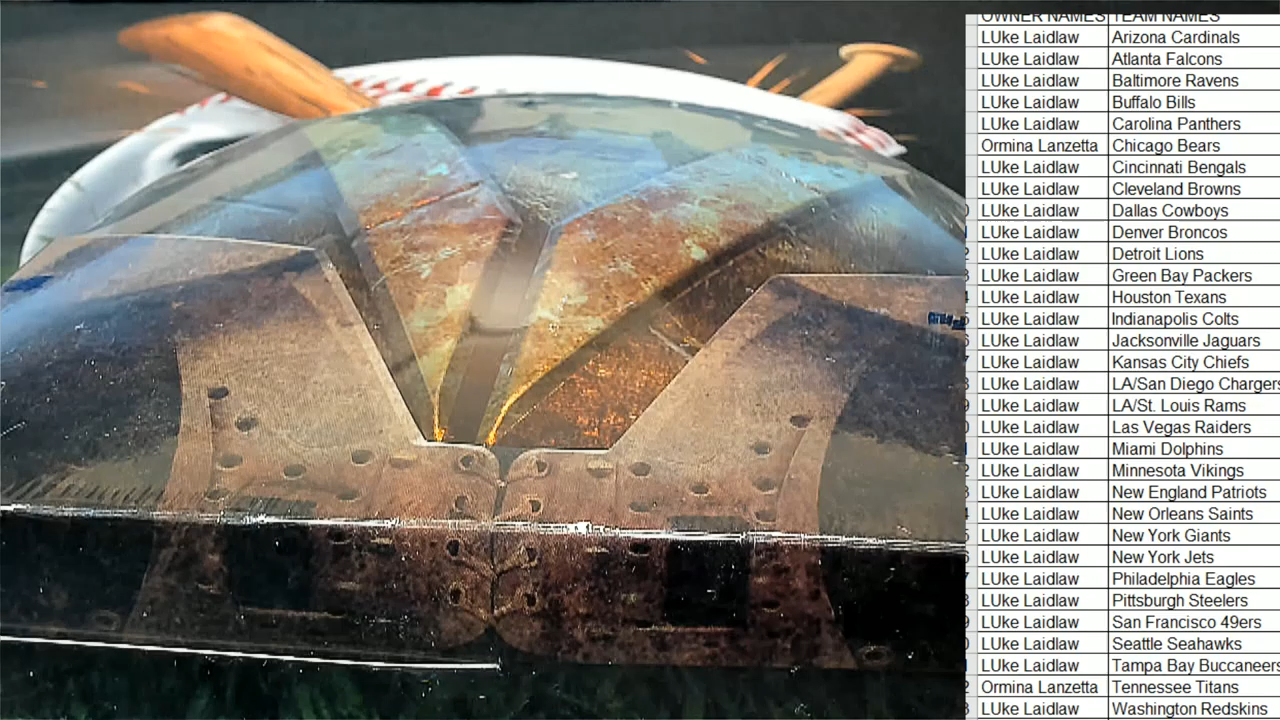 OWNER NAMES TEAM NAMES
LUke Laidlaw Arizona Cardinals
LUke Laidlaw Atlanta Falcons
LUke Laidlaw Baltimore Ravens
LUke Laidlaw Buffalo Bills
LUke Laidlaw Carolina Panthers
Ormina Lanzetta Chicago Bears
LUke Laidlaw Cincinnati Bengals
LUke Laidlaw Cleveland Browns
LUke Laidlaw Dallas Cowboys
LUke Laidlaw Denver Broncos
LUke Laidlaw Detroit Lions
LUke Laidlaw Green Bay Packers
LUke Laidlaw Houston Texans
LUke Laidlaw Indianapolis Colts
LUke Laidlaw Jacksonville Jaguars
LUke Laidlaw Kansas City Chiefs
LUke Laidlaw LA/San Diego Chargers
LUke Laidlaw LA/St. Louis Rams
LUke Laidlaw Las Vegas Raiders
LUke Laidlaw Miami Dolphins
LUke Laidlaw Minnesota Vikings
LUke Laidlaw New England Patriots
LUke Laidlaw New Orleans Saints
LUke Laidlaw New York Giants
LUke Laidlaw New York Jets
LUke Laidlaw Philadelphia Eagles
LUke Laidlaw Pittsburgh Steelers
LUke Laidlaw San Francisco 49ers
LUke Laidlaw Seattle Seahawks
LUke Laidlaw Tampa Bay Buccaneers
Ormina Lanzetta Tennessee Titans
LUke Laidlaw Washington Redskins